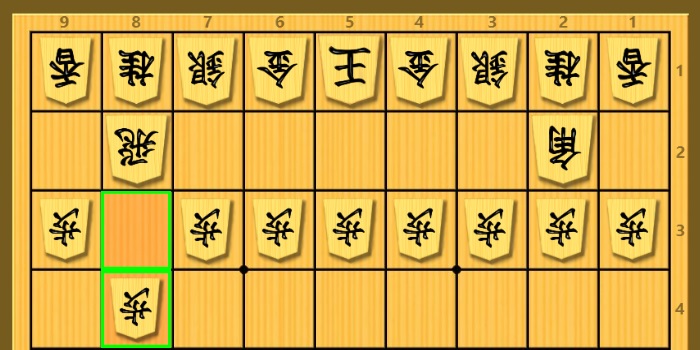 9 8 7 6 5 4 3 2 1
香 桂 銀 金 王 金 銀 桂 香 1
飛 角 2
歩 歩 歩 歩 歩 歩 歩 歩 3
歩 4